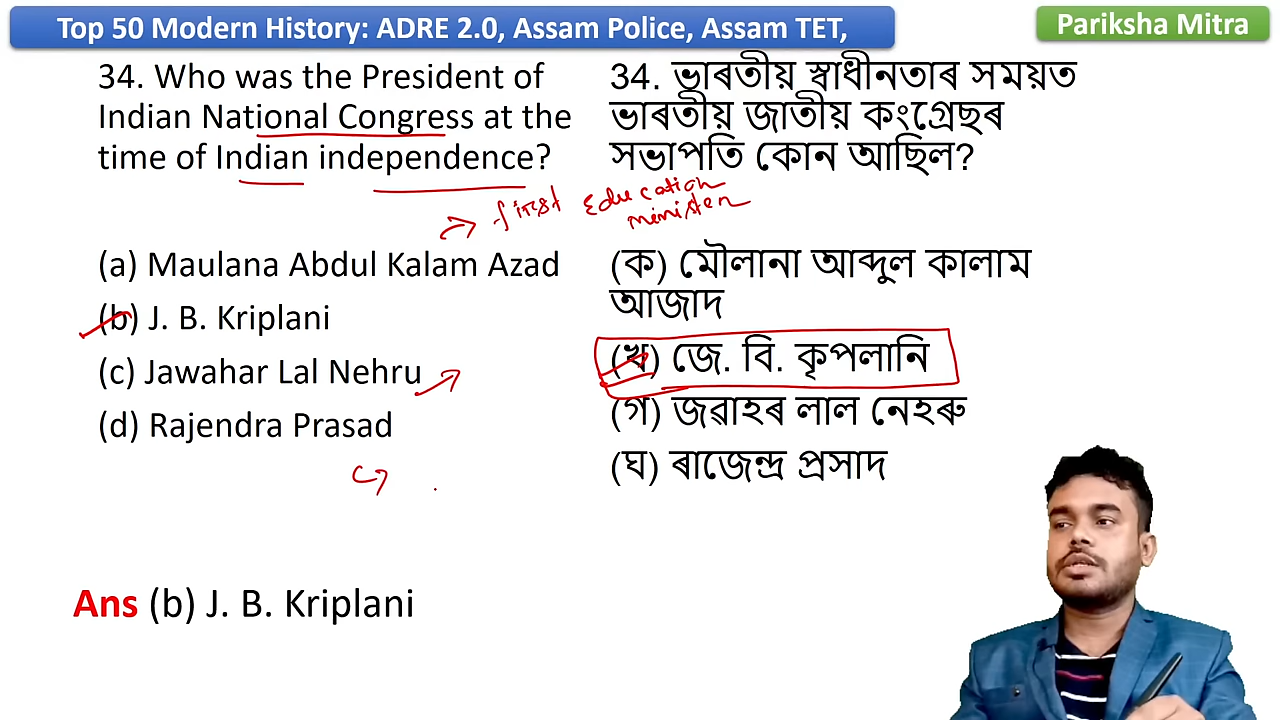 Top 50 Modern History: ADRE 2.0, Assam Police, Assam TET,
Pariksha Mitra
34. Who was the President of
Indian National Congress at the
time of Indian independence?
34. ভাৰতীয় স্বাধীনতাৰ সময়ত
ভাৰতীয় জাতীয় কংগ্ৰেছৰ
সভাপতি কোন আছিল?
first Education
minister
(a) Maulana Abdul Kalam Azad
(b) J. B. Kriplani
(c) Jawahar Lal Nehru
(d) Rajendra Prasad
(ক) মৌলানা আব্দুল কালাম
আজাদ
(খ) জে. বি. কৃপলানি
(গ) জৱাহৰ লাল নেহৰু
(ঘ) ৰাজেন্দ্ৰ প্ৰসাদ
Ans (b) J. B. Kriplani